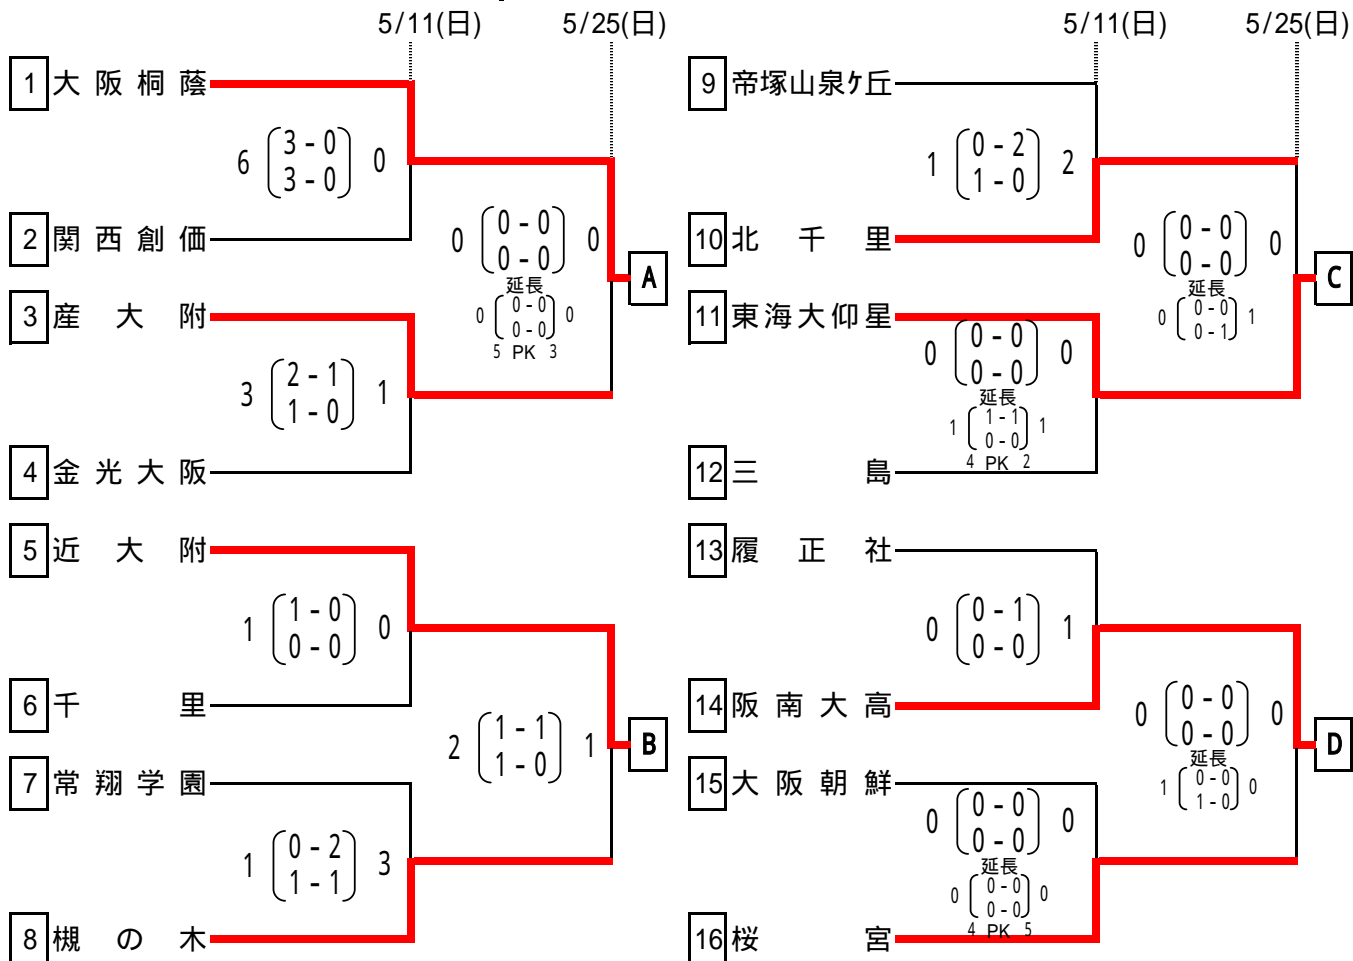 5/11(日) 5/25(日)
1 大阪桐蔭
6 3-0 0
3-0
2 関西創価
0 0-0 0
0-0
延長
0 0-0 0
0-0
5 PK 3
A
3 産大附
3 2-1 1
1-0
4 金光大阪
5 近大附
1 1-0 0
0-0
6 千里
2 1-1 1
1-0
B
7 常翔学園
1 0-2 3
1-1
8 槻の木
5/11(日) 5/25(日)
9 帝塚山泉ヶ丘
1 0-2 2
1-0
10 北千里
0 0-0 0
0-0
延長
0 0-0 1
0-1
C
11 東海大仰星
0 0-0 0
0-0
延長
1 1-1 1
0-0
4 PK 2
12 三島
13 履正社
0 0-1 1
0-0
14 阪南大高
0 0-0 0
0-0
延長
1 0-0 0
1-0
D
15 大阪朝鮮
0 0-0 0
0-0
延長
0 0-0 0
0-0
4 PK 5
16 桜宮